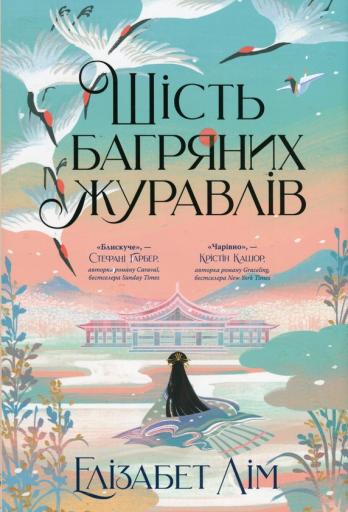 Шість
багряних
журавлів
«Блискуче», —
Стефані Ґарбер,
авторка роману Caraval,
бестселера Sunday Times
«Чарівно», —
Крістін Кашор,
авторка роману Graceling,
бестселера New York Times
Елізабет Лім